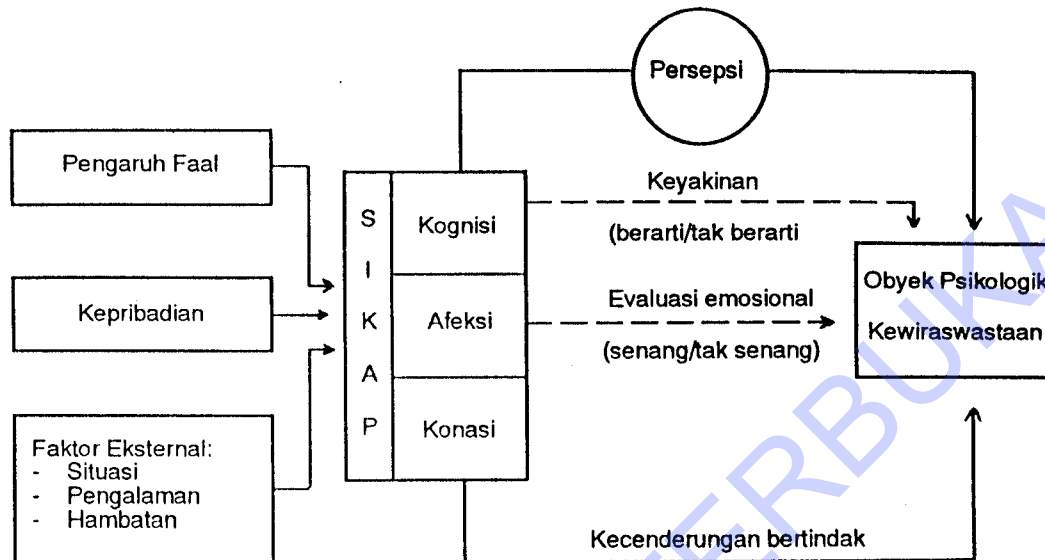 Persepsi
Pengaruh Faal
Kepribadian
Faktor Eksternal:
- Situasi
- Pengalaman
- Hambatan
S
I
K
A
P
Kognisi
Afeksi
Konasi
Keyakinan
(berarti/tak berarti
Evaluasi emosional
(senang/tak senang)
Obyek Psikologik
Kewiraswastaan
Kecenderungan bertindak
TERBUKA